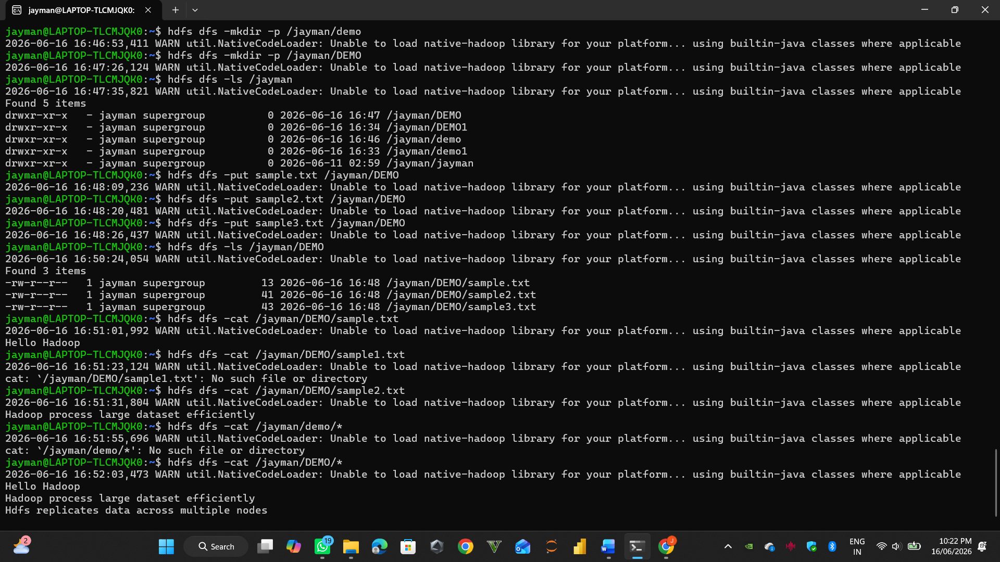 jayman@LAPTOP-TLCMJQK0:
jayman@LAPTOP-TLCMJQK0:~$ hdfs dfs -mkdir -p /jayman/demo
2026-06-16 16:46:53,411 WARN util.NativeCodeLoader: Unable to load native-hadoop library for your platform... using builtin-java classes where applicable
jayman@LAPTOP-TLCMJQK0:~$ hdfs dfs -mkdir -p /jayman/DEMO
2026-06-16 16:47:26,124 WARN util.NativeCodeLoader: Unable to load native-hadoop library for your platform... using builtin-java classes where applicable
jayman@LAPTOP-TLCMJQK0:~$ hdfs dfs -ls /jayman
2026-06-16 16:47:35,821 WARN util.NativeCodeLoader: Unable to load native-hadoop library for your platform... using builtin-java classes where applicable
Found 5 items
drwxr-xr-x   - jayman supergroup          0 2026-06-16 16:47 /jayman/DEMO
drwxr-xr-x   - jayman supergroup          0 2026-06-16 16:34 /jayman/DEMO1
drwxr-xr-x   - jayman supergroup          0 2026-06-16 16:46 /jayman/demo
drwxr-xr-x   - jayman supergroup          0 2026-06-16 16:33 /jayman/demo1
drwxr-xr-x   - jayman supergroup          0 2026-06-11 02:59 /jayman/jayman
jayman@LAPTOP-TLCMJQK0:~$ hdfs dfs -put sample.txt /jayman/DEMO
2026-06-16 16:48:09,236 WARN util.NativeCodeLoader: Unable to load native-hadoop library for your platform... using builtin-java classes where applicable
jayman@LAPTOP-TLCMJQK0:~$ hdfs dfs -put sample2.txt /jayman/DEMO
2026-06-16 16:48:20,481 WARN util.NativeCodeLoader: Unable to load native-hadoop library for your platform... using builtin-java classes where applicable
jayman@LAPTOP-TLCMJQK0:~$ hdfs dfs -put sample3.txt /jayman/DEMO
2026-06-16 16:48:26,437 WARN util.NativeCodeLoader: Unable to load native-hadoop library for your platform... using builtin-java classes where applicable
jayman@LAPTOP-TLCMJQK0:~$ hdfs dfs -ls /jayman/DEMO
2026-06-16 16:50:24,054 WARN util.NativeCodeLoader: Unable to load native-hadoop library for your platform... using builtin-java classes where applicable
Found 3 items
-rw-r--r--   1 jayman supergroup         13 2026-06-16 16:48 /jayman/DEMO/sample.txt
-rw-r--r--   1 jayman supergroup         41 2026-06-16 16:48 /jayman/DEMO/sample2.txt
-rw-r--r--   1 jayman supergroup         43 2026-06-16 16:48 /jayman/DEMO/sample3.txt
jayman@LAPTOP-TLCMJQK0:~$ hdfs dfs -cat /jayman/DEMO/sample.txt
2026-06-16 16:51:01,992 WARN util.NativeCodeLoader: Unable to load native-hadoop library for your platform... using builtin-java classes where applicable
Hello Hadoop
jayman@LAPTOP-TLCMJQK0:~$ hdfs dfs -cat /jayman/DEMO/sample1.txt
2026-06-16 16:51:23,124 WARN util.NativeCodeLoader: Unable to load native-hadoop library for your platform... using builtin-java classes where applicable
cat: `/jayman/DEMO/sample1.txt': No such file or directory
jayman@LAPTOP-TLCMJQK0:~$ hdfs dfs -cat /jayman/DEMO/sample2.txt
2026-06-16 16:51:31,804 WARN util.NativeCodeLoader: Unable to load native-hadoop library for your platform... using builtin-java classes where applicable
Hadoop process large dataset efficiently
jayman@LAPTOP-TLCMJQK0:~$ hdfs dfs -cat /jayman/demo/*
2026-06-16 16:51:55,696 WARN util.NativeCodeLoader: Unable to load native-hadoop library for your platform... using builtin-java classes where applicable
cat: `/jayman/demo/*': No such file or directory
jayman@LAPTOP-TLCMJQK0:~$ hdfs dfs -cat /jayman/DEMO/*
2026-06-16 16:52:03,473 WARN util.NativeCodeLoader: Unable to load native-hadoop library for your platform... using builtin-java classes where applicable
Hello Hadoop
Hadoop process large dataset efficiently
Hdfs replicates data across multiple nodes
2
Search
19
J
ENG
IN
10:22 PM
16/06/2026